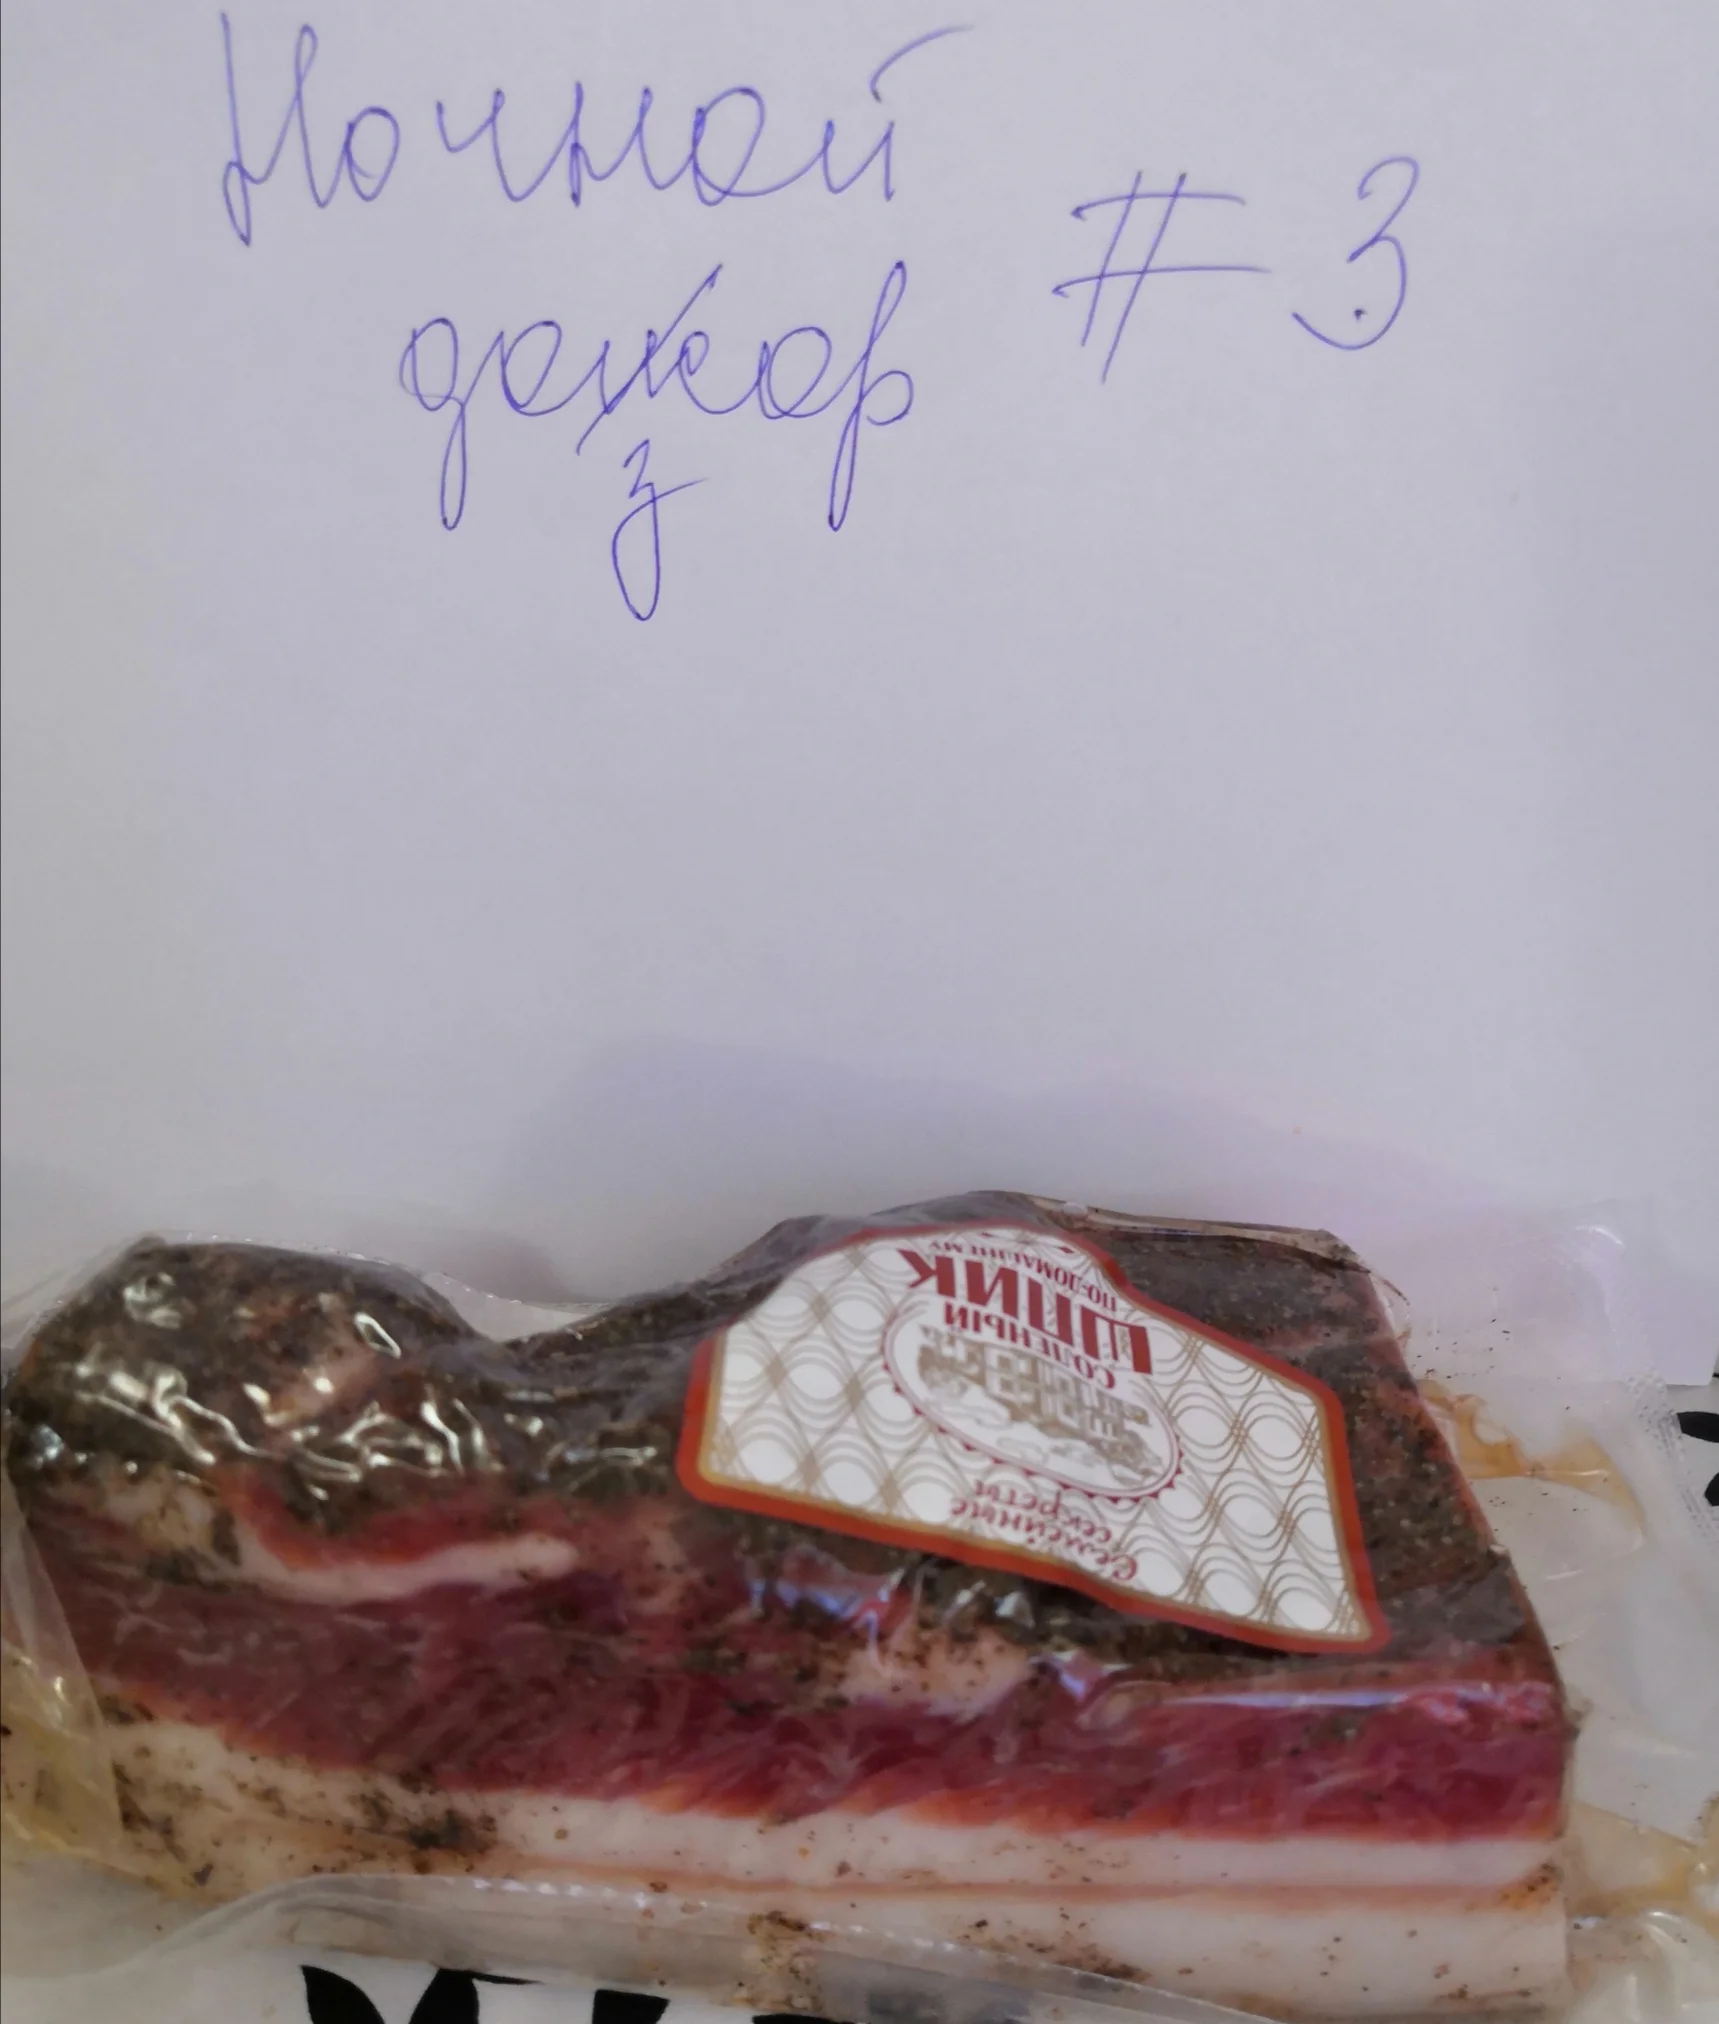 Ночной
дожор # 3
з
Семейные
секреты
СОЛЕНЫЙ
ШПИК
ПО-ДОМАШНЕМУ